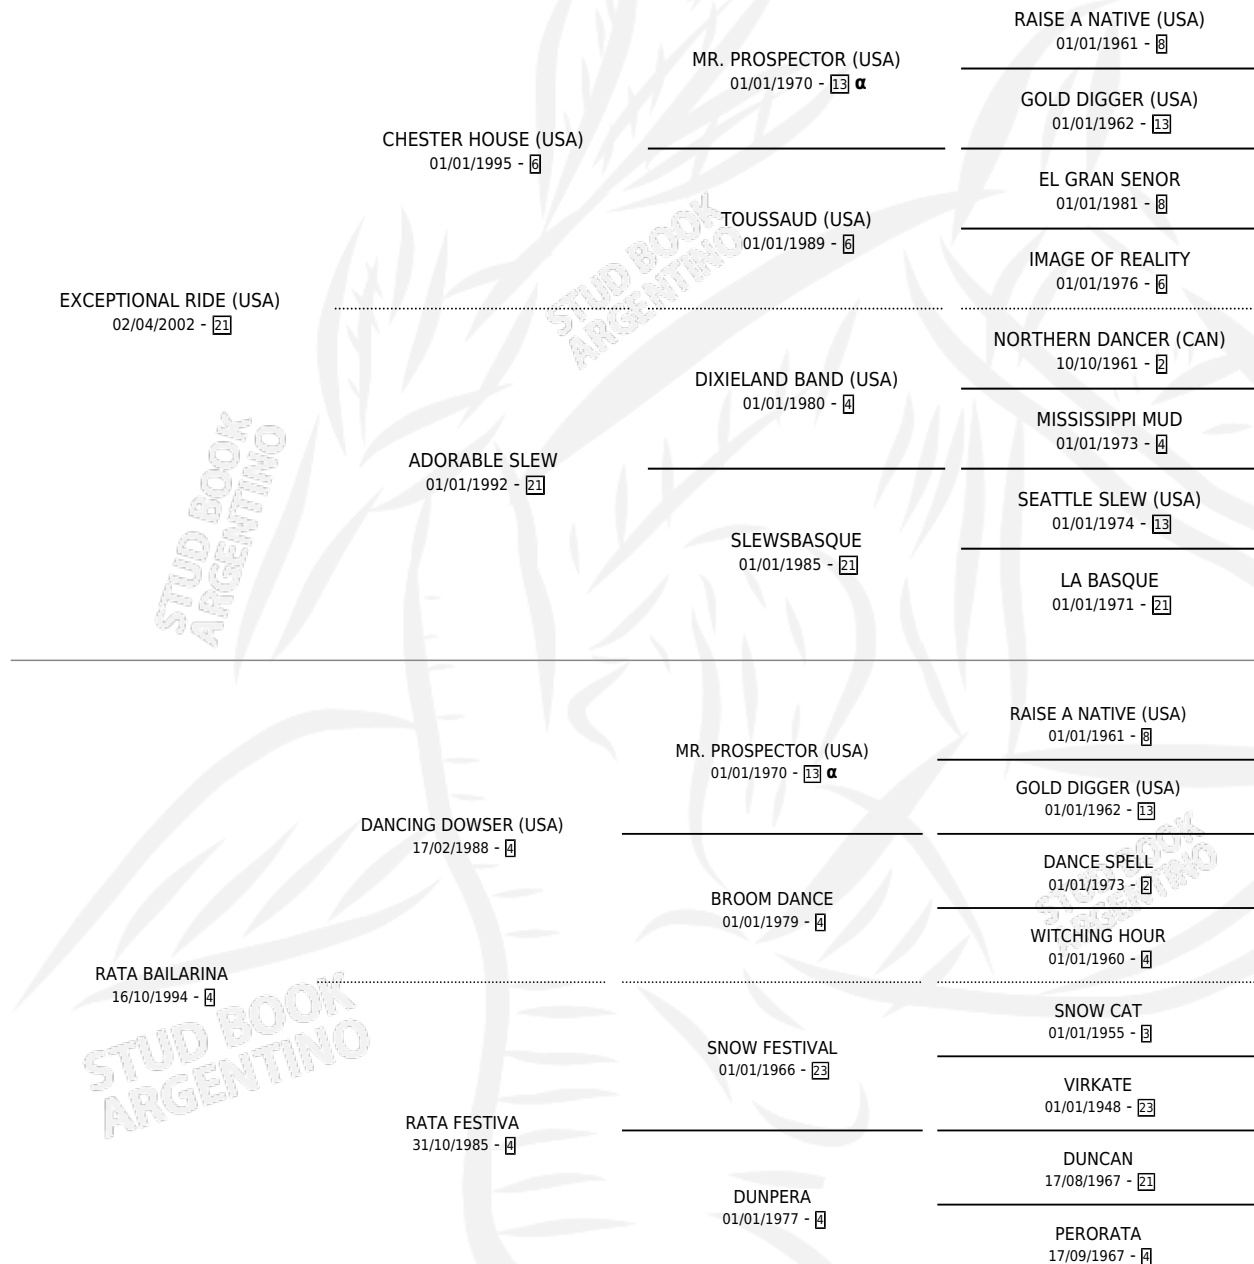 RAISE A NATIVE (USA)
01/01/1961 - 8
MR. PROSPECTOR (USA)
01/01/1970 - 13 α
GOLD DIGGER (USA)
01/01/1962 - 13
CHESTER HOUSE (USA)
01/01/1995 - 6
EL GRAN SENOR
01/01/1981 - 8
TOUSSAUD (USA)
01/01/1989 - 6
IMAGE OF REALITY
01/01/1976 - 6
EXCEPTIONAL RIDE (USA)
02/04/2002 - 21
NORTHERN DANCER (CAN)
10/10/1961 - 2
DIXIELAND BAND (USA)
01/01/1980 - 4
MISSISSIPPI MUD
01/01/1973 - 4
ADORABLE SLEW
01/01/1992 - 21
SEATTLE SLEW (USA)
01/01/1974 - 13
SLEWSBASQUE
01/01/1985 - 21
LA BASQUE
01/01/1971 - 21
RAISE A NATIVE (USA)
01/01/1961 - 8
MR. PROSPECTOR (USA)
01/01/1970 - 13 α
GOLD DIGGER (USA)
01/01/1962 - 13
DANCING DOWSER (USA)
17/02/1988 - 4
DANCE SPELL
01/01/1973 - 2
BROOM DANCE
01/01/1979 - 4
WITCHING HOUR
01/01/1960 - 4
RATA BAILARINA
16/10/1994 - 4
SNOW CAT
01/01/1955 - 3
SNOW FESTIVAL
01/01/1966 - 23
VIRKATE
01/01/1948 - 23
RATA FESTIVA
31/10/1985 - 4
DUNCAN
17/08/1967 - 21
DUNPERA
01/01/1977 - 4
PERORATA
17/09/1967 - 4
STUD BOOK
ARGENTINO
STUD BOOK
ARGENTINO
STUD BOOK
ARGENTINO
STUD BOOK
ARGENTINO